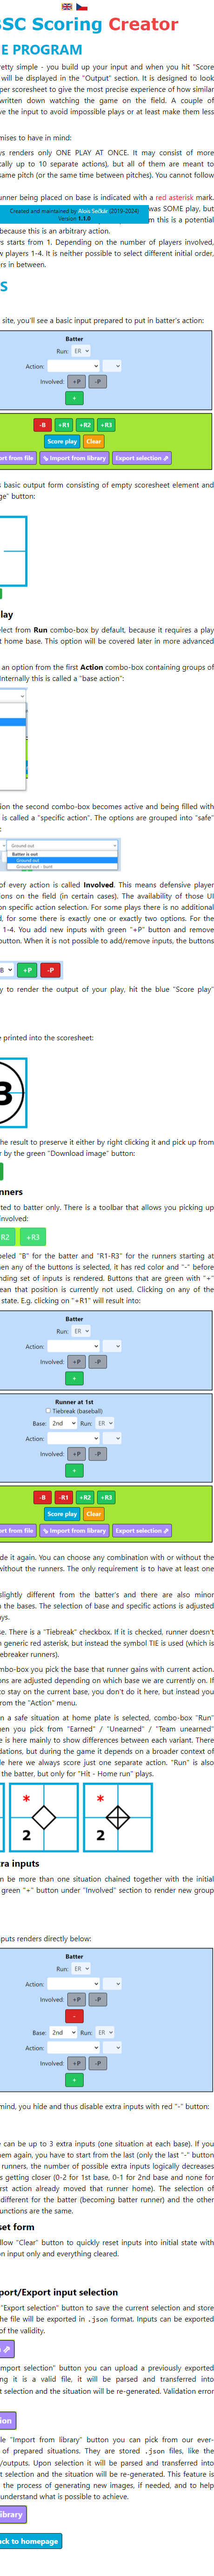 SSC Scoring Creator
E PROGRAM
retty simple - you build up your input and when you hit "Score
will be displayed in the "Output" section. It is designed to look
per scoresheet to give the most precise experience of how similar
written down watching the game on the field. A couple of
ve the input to avoid impossible plays or at least make them less
mises to have in mind:
ys renders only ONE PLAY AT ONCE. It may consist of more
cally up to 10 separate actions), but all of them are meant to
same pitch (or the same time between pitches). You cannot follow
unner being placed on base is indicated with a red asterisk mark.
Created and maintained by Alois Sečkár (2019-2024)
was SOME play, but
Version 1.1.0
m this is a potential
because this is an arbitrary action.
ys starts from 1. Depending on the number of players involved,
w players 1-4. It is neither possible to select different initial order,
ers in between.
S
site, you'll see a basic input prepared to put in batter's action:
Batter
Run: ER
Action:
Involved: +P -P
+
-B +R1 +R2 +R3
Score play Clear
ort from file Import from library Export selection
s basic output form consisting of empty scoresheet element and
ge" button:
lay
elect from Run combo-box by default, because it requires a play
t home base. This option will be covered later in more advanced
an option from the first Action combo-box containing groups of
Internally this is called a "base action":
ion the second combo-box becomes active and being filled with
is called a "specific action". The options are grouped into "safe"
:
Ground out
Batter is out
Ground out
Ground out - bunt
of every action is called Involved. This means defensive player
ions on the field (in certain cases). The availability of those UI
on specific action selection. For some plays there is no additional
d, for some there is exactly one or exactly two options. For the
1-4. You add new inputs with green "+P" button and remove
button. When it is not possible to add/remove inputs, the buttons
B +P -P
y to render the output of your play, hit the blue "Score play"
e printed into the scoresheet:
3
he result to preserve it either by right clicking it and pick up from
r by the green "Download image" button:
nners
ted to batter only. There is a toolbar that allows you picking up
involved:
R2 +R3
beled "B" for the batter and "R1-R3" for the runners starting at
hen any of the buttons is selected, it has red color and "-" before
nding set of inputs is rendered. Buttons that are green with "+"
ean that position is currently not used. Clicking on any of the
state. E.g. clicking on "+R1" will result into:
Batter
Run: ER
Action:
Involved: +P -P
+
Runner at 1st
Tiebreak (baseball)
Base: 2nd Run: ER
Action:
Involved: +P -P
+
-B -R1 +R2 +R3
Score play Clear
ort from file Import from library Export selection
de it again. You can choose any combination with or without the
without the runners. The only requirement is to have at least one
slightly different from the batter's and there are also minor
n the bases. The selection of base and specific actions is adjusted
ys.
se. There is a "Tiebreak" checkbox. If it is checked, runner doesn't
h generic red asterisk, but instead the symbol TIE is used (which is
ebreaker runners).
mbo-box you pick the base that runner gains with current action.
ions are adjusted depending on which base we are currently on. If
to stay on the current base, you don't do it here, but instead you
rom the "Action" menu.
n a safe situation at home plate is selected, combo-box "Run"
hen you pick from "Earned" / "Unearned" / "Team unearned"
e is here mainly to show differences between each variant. There
dations, but during the game it depends on a broader context of
le here we always score just one separate action. "Run" is also
the batter, but only for "Hit - Home run" plays.
*
2
*
2
tra inputs
n be more than one situation chained together with the initial
green "+" button under "Involved" section to render new group
puts renders directly below:
Batter
Run: ER
Action:
Involved: +P -P
-
Base: 2nd Run: ER
Action:
Involved: +P -P
+
mind, you hide and thus disable extra inputs with red "-" button:
e can be up to 3 extra inputs (one situation at each base). If you
hem again, you have to start from the last (only the last "-" button
runners, the number of possible extra inputs logically decreases
s getting closer (0-2 for 1st base, 0-1 for 2nd base and none for
irst action already moved that runner home). The selection of
different for the batter (becoming batter runner) and the other
unctions are the same.
set form
llow "Clear" button to quickly reset inputs into initial state with
on input only and everything cleared.
port/Export input selection
"Export selection" button to save the current selection and store
he file will be exported in .json format. Inputs can be exported
of the validity.
mport selection" button you can upload a previously exported
ng it is a valid file, it will be parsed and transferred into
t selection and the situation will be re-generated. Validation error
ion
le "Import from library" button you can pick from our ever-
of prepared situations. They are stored .json files, like the
/outputs. Upon selection it will be parsed and transferred into
t selection and the situation will be re-generated. This feature is
the process of generating new images, if needed, and to help
understand what is possible to achieve.
ibrary
ack to homepage